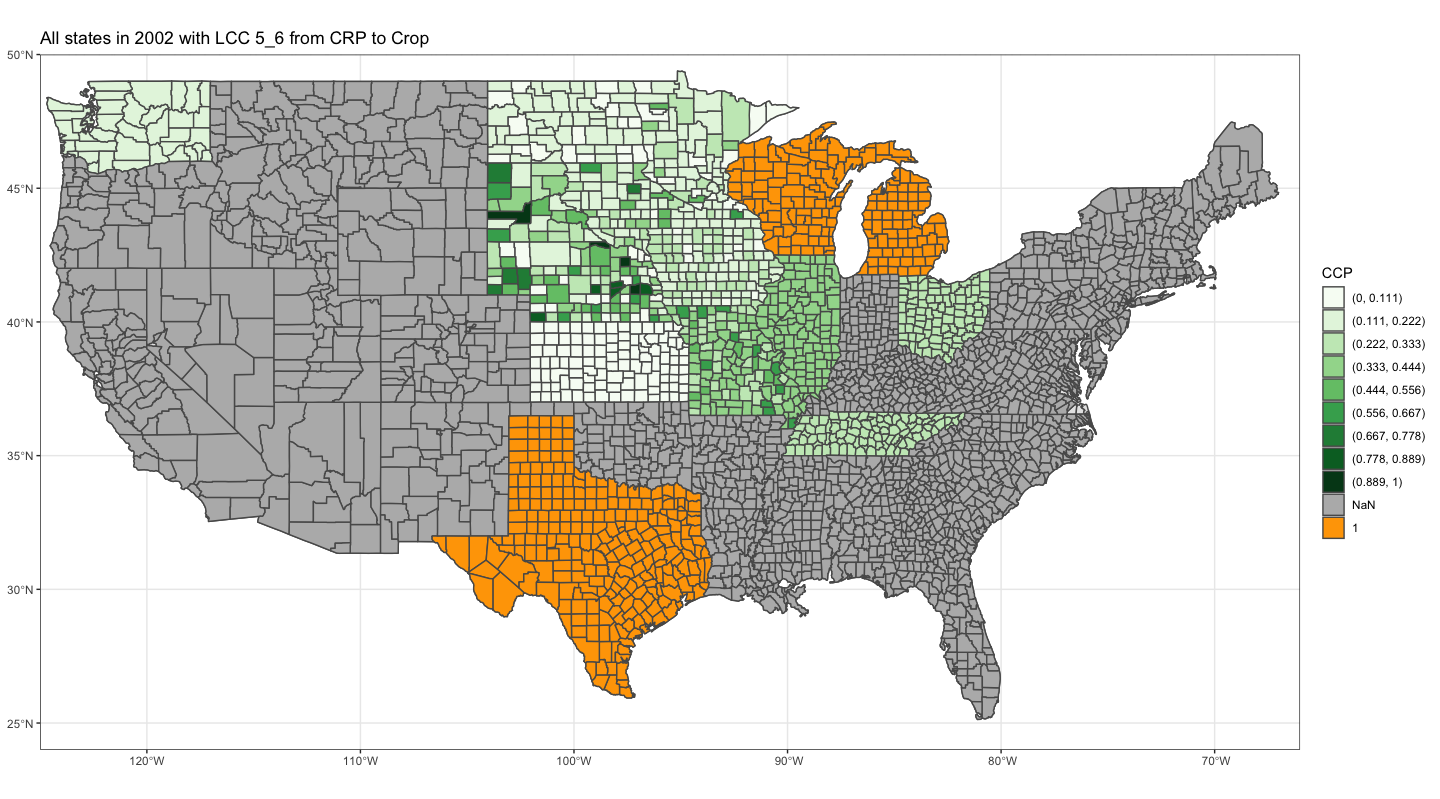 All states in 2002 with LCC 5_6 from CRP to Crop
50°N
45°N
40°N
35°N
30°N
25°N
120°W
110°W
100°W
90°W
80°W
70°W
CCP
(0, 0.111)
(0.111, 0.222)
(0.222, 0.333)
(0.333, 0.444)
(0.444, 0.556)
(0.556, 0.667)
(0.667, 0.778)
(0.778, 0.889)
(0.889, 1)
NaN
1